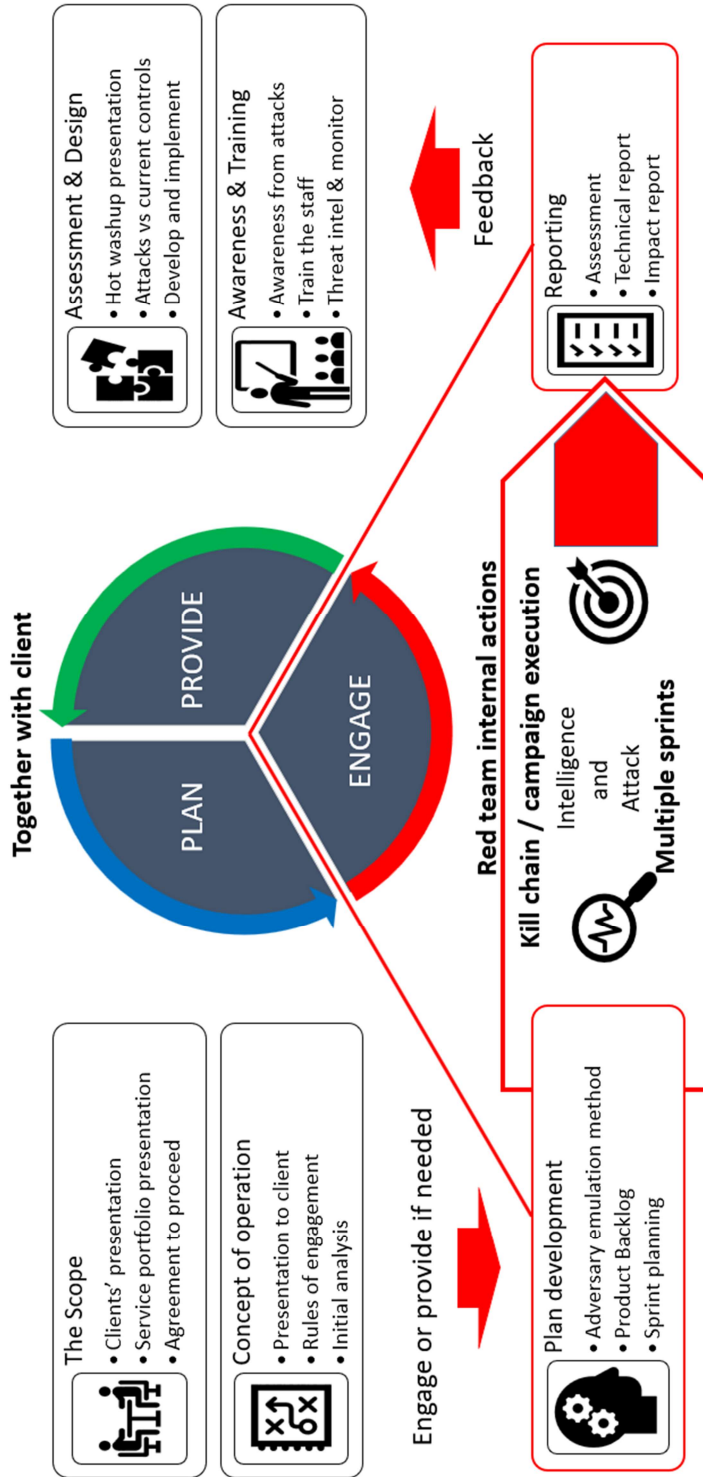 Together with client
The Scope
• Clients' presentation
• Service portfolio presentation
• Agreement to proceed
Concept of operation
• Presentation to client
• Rules of engagement
• Initial analysis
Engage or provide if needed
PLAN
PROVIDE
ENGAGE
Assessment & Design
• Hot washup presentation
• Attacks vs current controls
• Develop and implement
Awareness & Training
• Awareness from attacks
• Train the staff
• Threat intel & monitor
Feedback
Plan development
• Adversary emulation method
• Product Backlog
• Sprint planning
Red team internal actions
Kill chain / campaign execution
Intelligence
and
Attack
Multiple sprints
Reporting
• Assessment
• Technical report
• Impact report